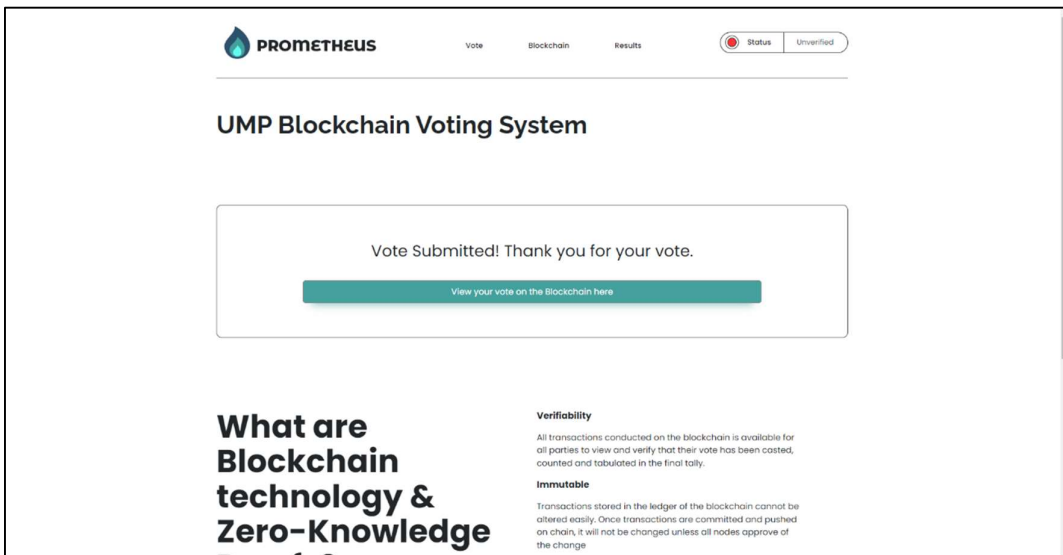 PROMETHEUS
Vote
Blockchain
Results
Status
Unverified
UMP Blockchain Voting System
Vote Submitted! Thank you for your vote.
View your vote on the Blockchain here
What are
Blockchain
technology &
Zero-Knowledge
Verifiability
All transactions conducted on the blockchain is available for
all parties to view and verify that their vote has been casted,
counted and tabulated in the final tally.
Immutable
Transactions stored in the ledger of the blockchain cannot be
altered easily. Once transactions are committed and pushed
on chain, it will not be changed unless all nodes approve of
the change